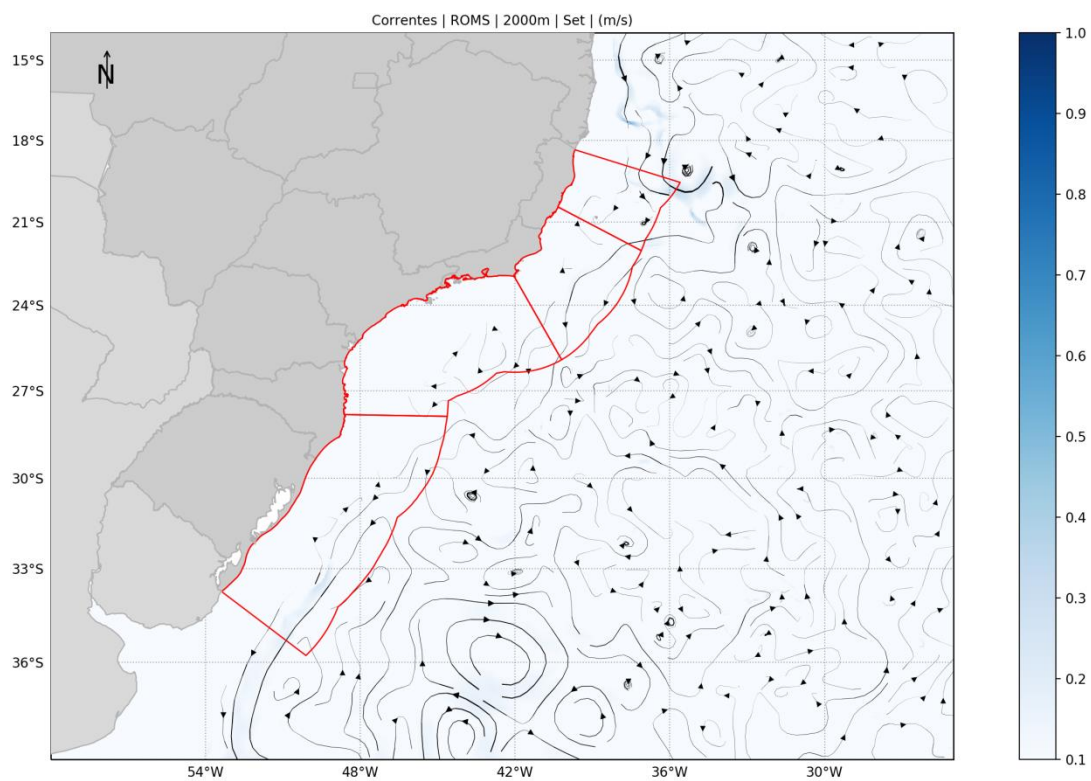 Correntes | ROMS | 2000m | Set | (m/s)
N
15°S
18°S
21°S
24°S
27°S
30°S
33°S
36°S
54°W 48°W 42°W 36°W 30°W
1.0
0.9
0.8
0.7
0.6
0.5
0.4
0.3
0.2
0.1